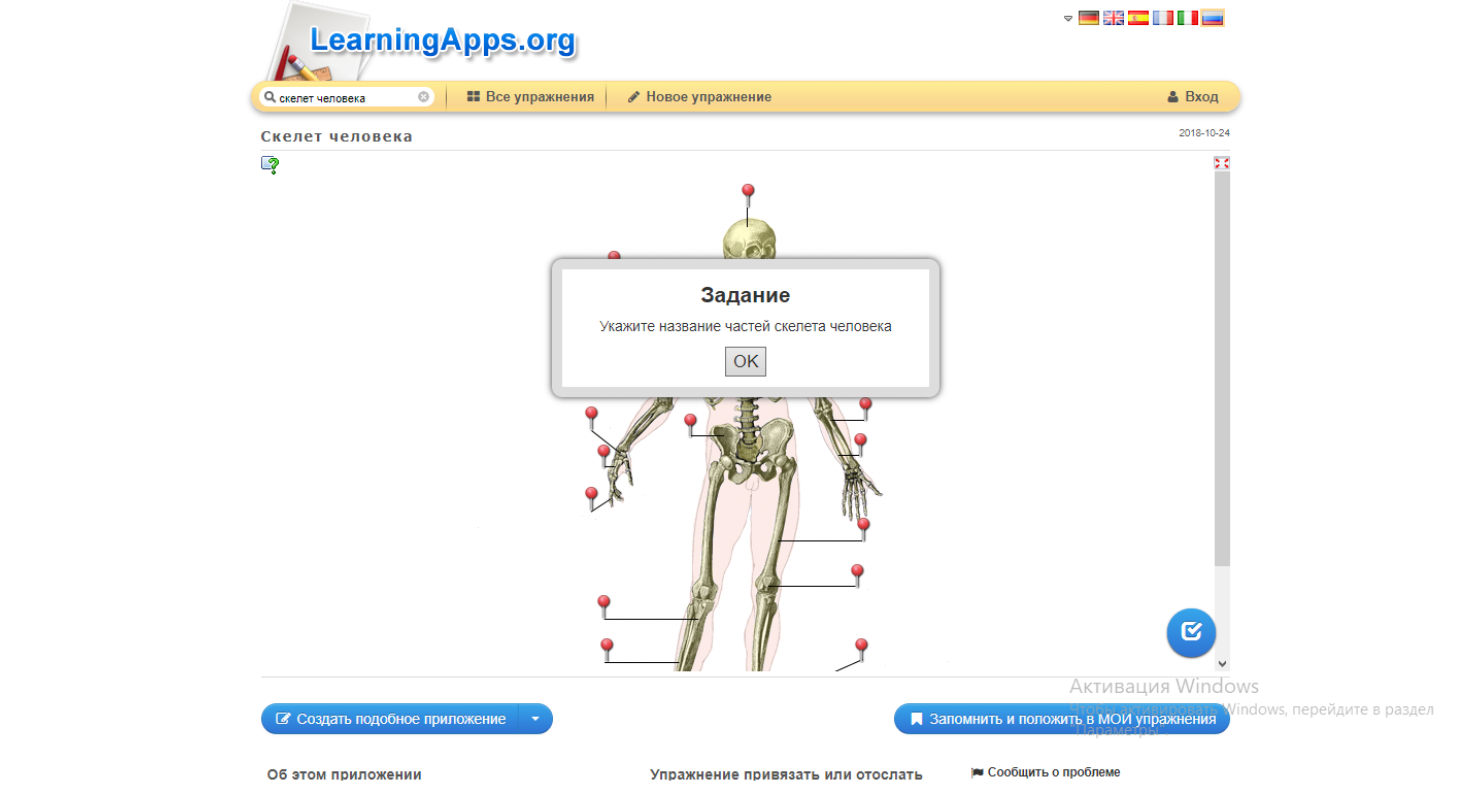 LearningApps.org
скелет человека
Все упражнения
Новое упражнение
Вход
Скелет человека
2018-10-24
Задание
Укажите название частей скелета человека
OK
Активация Windows
Чтобы активировать Windows, перейдите в раздел
"Параметры".
Создать подобное приложение
Запомнить и положить в МОИ упражнения
Об этом приложении
Упражнение привязать или отослать
Сообщить о проблеме